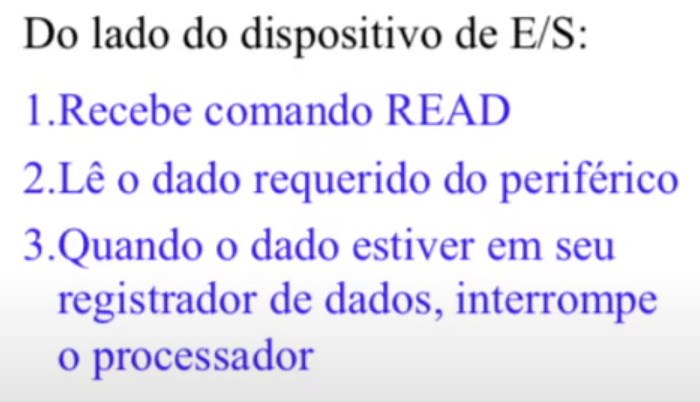 Do lado do dispositivo de E/S:
1.Recebe comando READ
2.Lê o dado requerido do periférico
3.Quando o dado estiver em seu
registrador de dados, interrompe
o processador